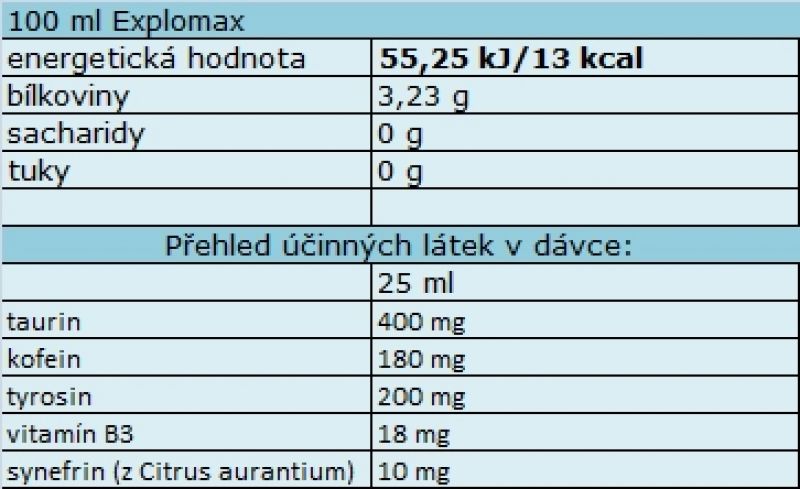 100 ml Explomax
energetická hodnota 55,25 kJ/13 kcal
bílkoviny 3,23 g
sacharidy 0 g
tuky 0 g
Přehled účinných látek v dávce:
25 ml
taurin 400 mg
kofein 180 mg
tyrosin 200 mg
vitamín B3 18 mg
synefrin (z Citrus aurantium) 10 mg